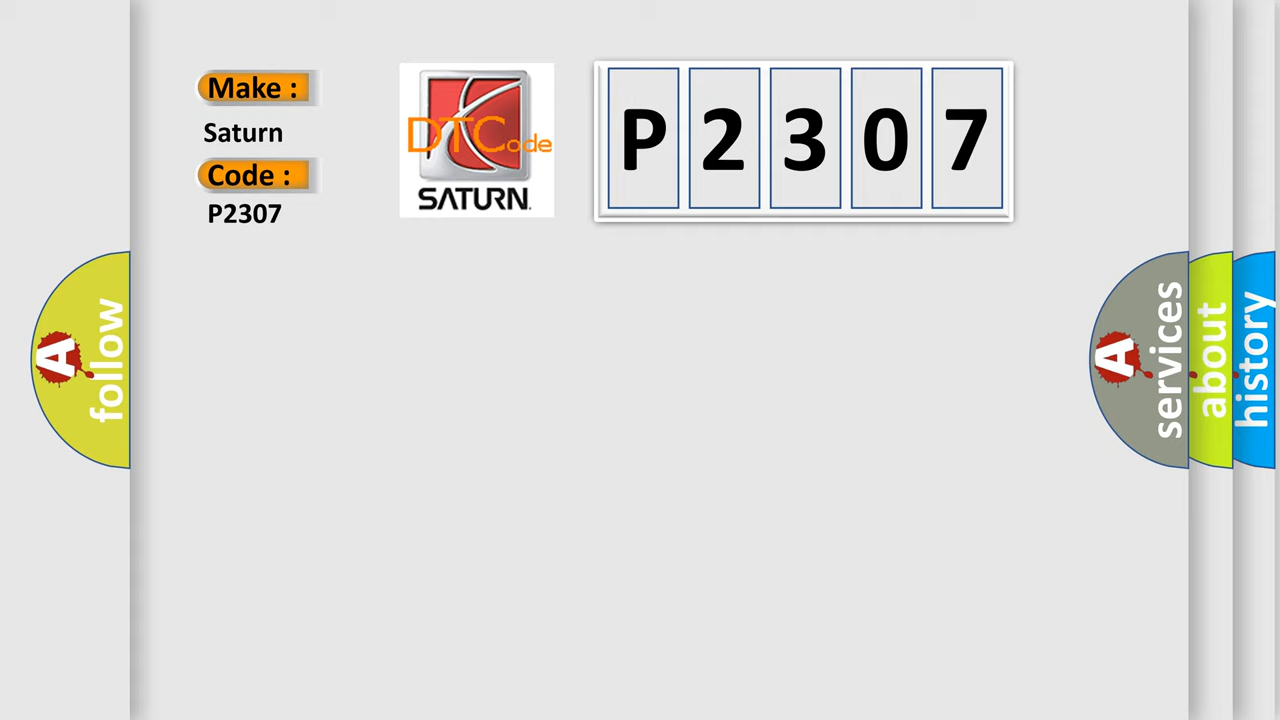 Make :
Saturn
Code :
P2307
DTCode
SATURN
P 2 3 0 7
A follow
A services
about
history